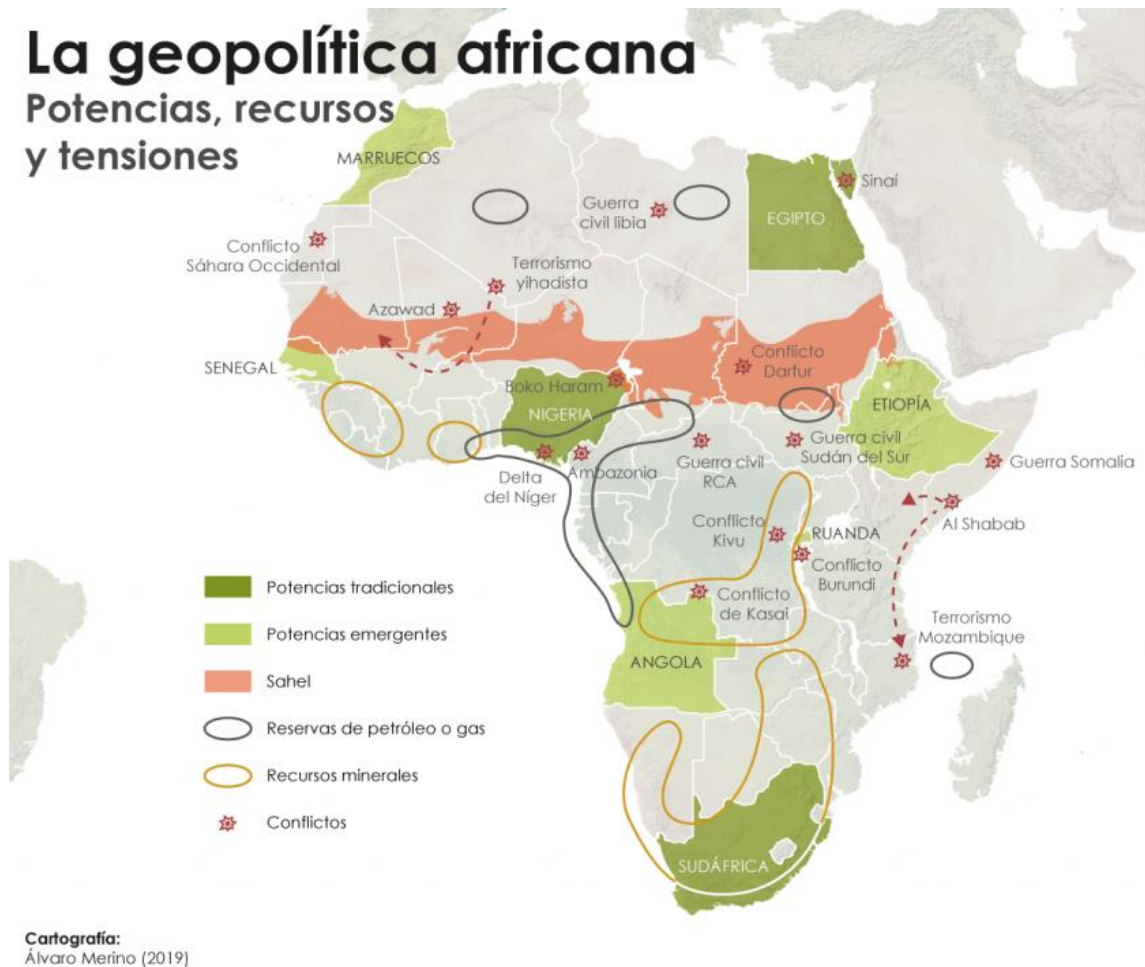 La geopolítica africana
Potencias, recursos
y tensiones
MARRUECOS
Sinaí
Guerra
civil libia
EGIPTO
Conflicto
Sáhara Occidental
Terrorismo
yihadista
Azawad
SENEGAL
Conflicto
Darfur
Boko Haram
NIGERIA
ETIOPÍA
Delta
del Níger
Ambazonia
Guerra civil
RCA
Guerra civil
Sudán del Sur
Guerra Somalia
Al Shabab
Conflicto
Kivu
RUANDA
Conflicto
Burundi
Conflicto
de Kasai
Terrorismo
Mozambique
ANGOLA
SUDÁFRICA
Potencias tradicionales
Potencias emergentes
Sahel
Reservas de petróleo o gas
Recursos minerales
Conflictos
Cartografía:
Álvaro Merino (2019)